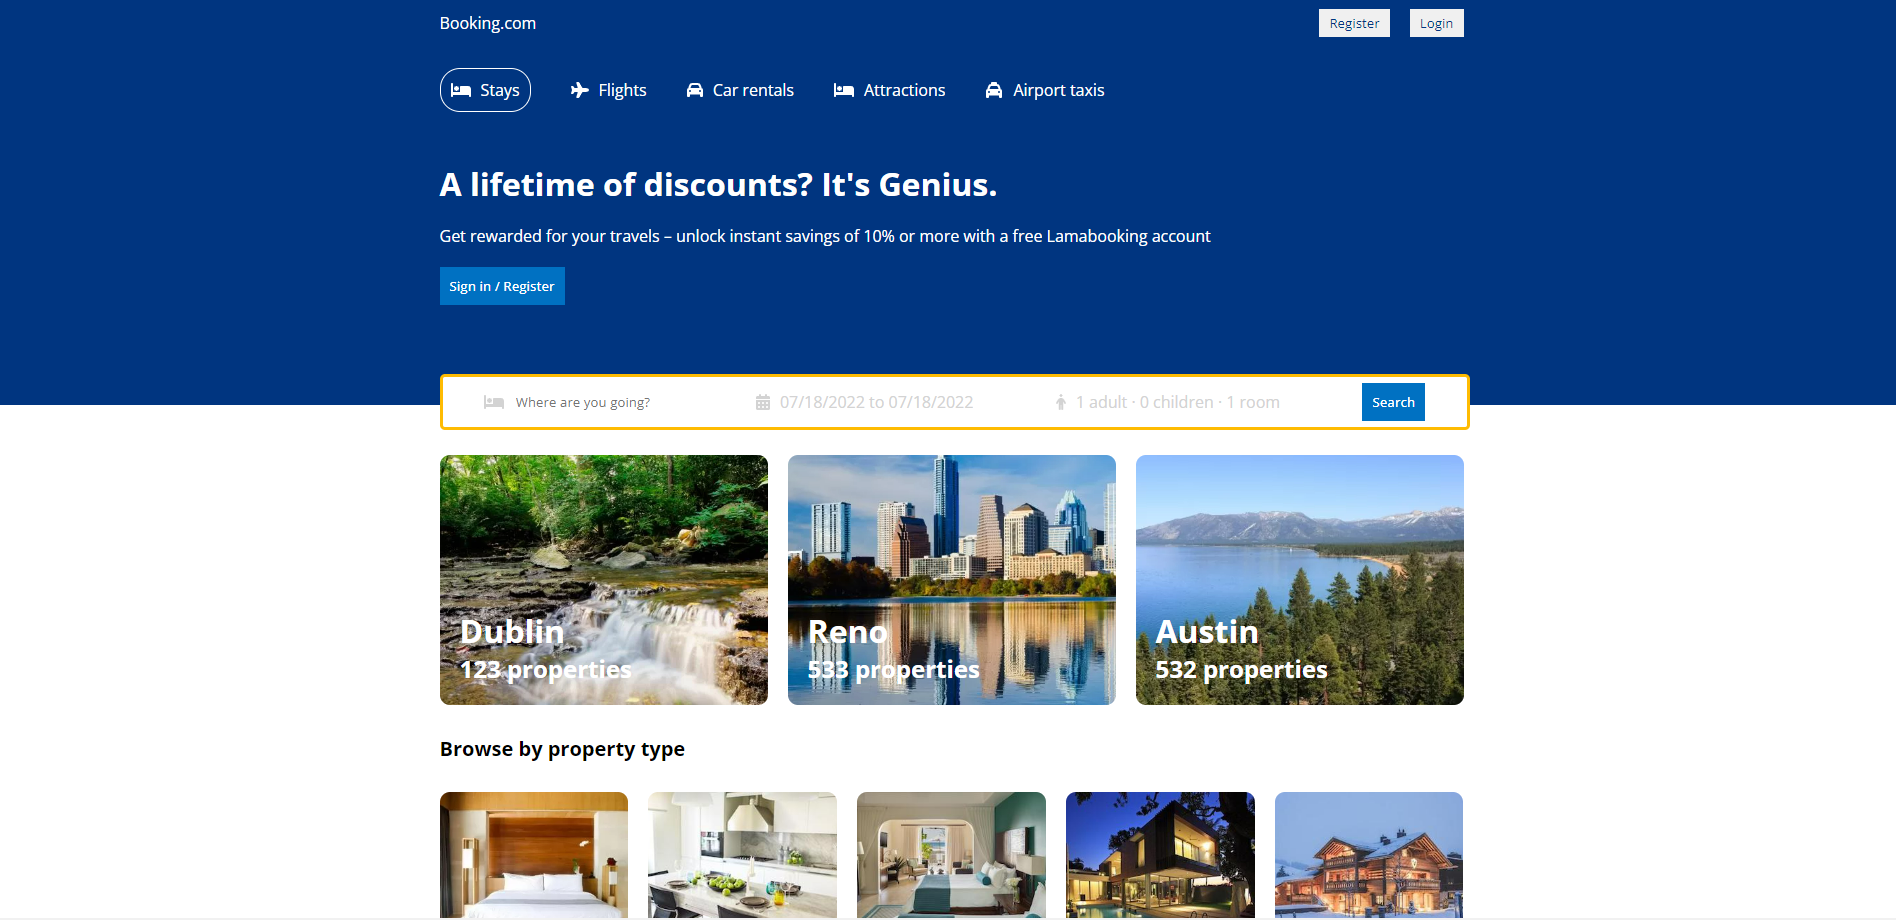 Booking.com
Register
Login
Stays
Flights
Car rentals
Attractions
Airport taxis
A lifetime of discounts? It's Genius.
Get rewarded for your travels – unlock instant savings of 10% or more with a free Lamabooking account
Sign in / Register
Where are you going?
07/18/2022 to 07/18/2022
1 adult · 0 children · 1 room
Search
Dublin
123 properties
Reno
533 properties
Austin
532 properties
Browse by property type